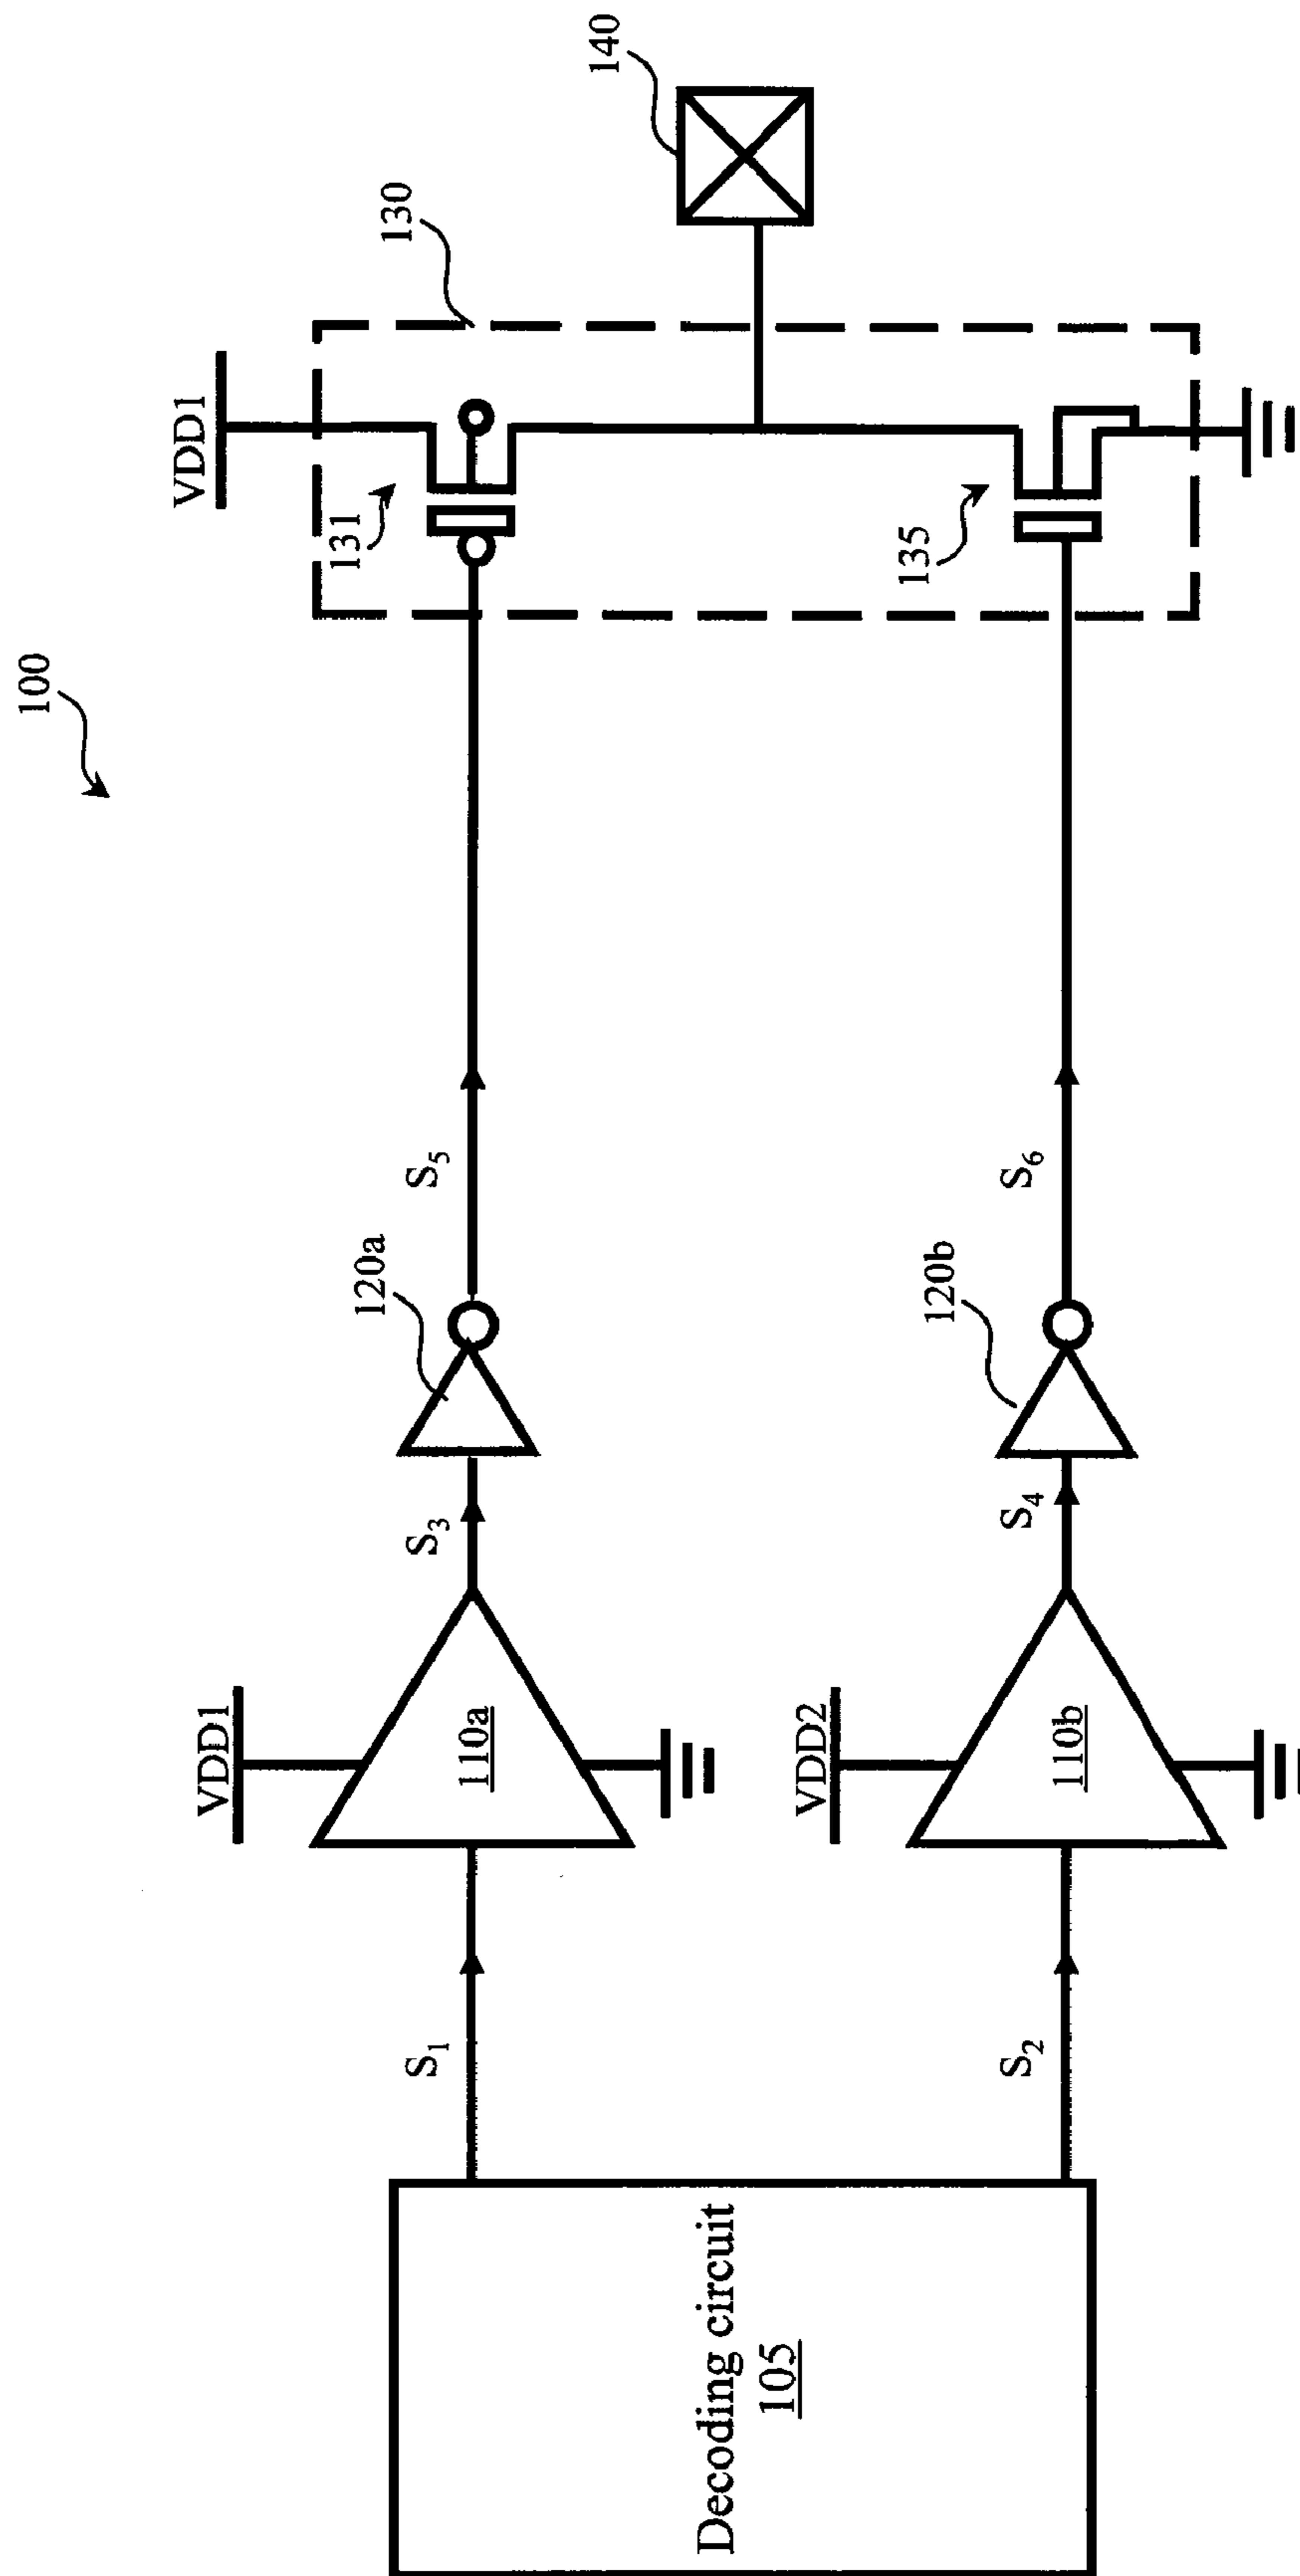 100
VDD1
130
140
131
135
VDD1
110a
S3
120a
S5
S1
Decoding circuit
105
S2
VDD2
110b
S4
120b
S6